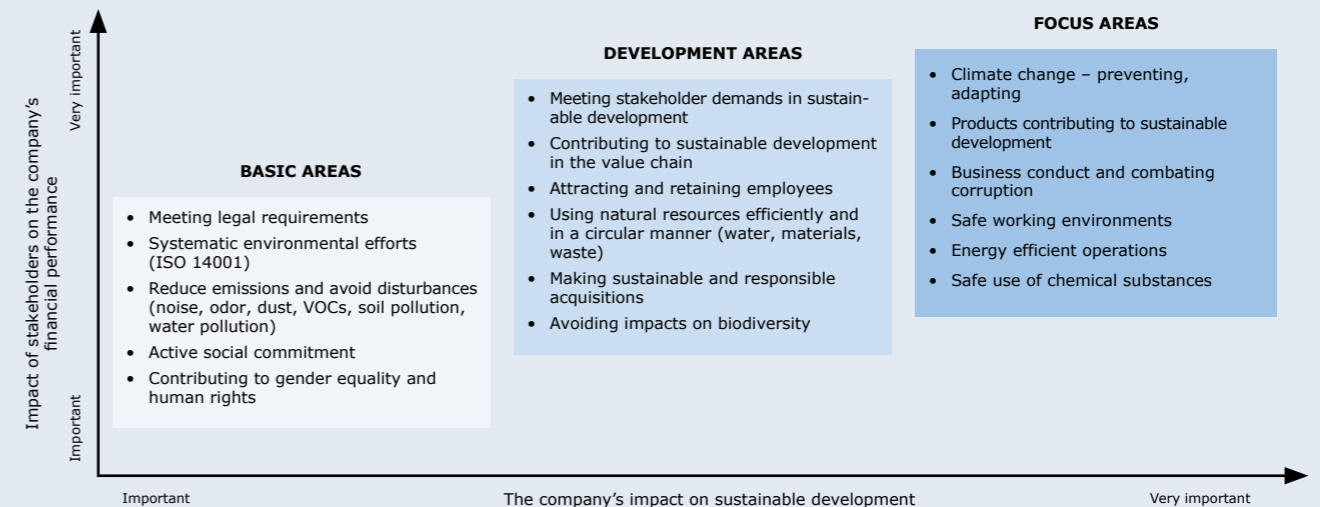 Impact of stakeholders on the company's
financial performance
Very important
Important
BASIC AREAS
• Meeting legal requirements
• Systematic environmental efforts
(ISO 14001)
• Reduce emissions and avoid disturbances
(noise, odor, dust, VOCs, soil pollution,
water pollution)
• Active social commitment
• Contributing to gender equality and
human rights
DEVELOPMENT AREAS
• Meeting stakeholder demands in sustain-
able development
• Contributing to sustainable development
in the value chain
• Attracting and retaining employees
• Using natural resources efficiently and
in a circular manner (water, materials,
waste)
• Making sustainable and responsible
acquisitions
• Avoiding impacts on biodiversity
FOCUS AREAS
• Climate change – preventing,
adapting
• Products contributing to sustainable
development
• Business conduct and combating
corruption
• Safe working environments
• Energy efficient operations
• Safe use of chemical substances
Important
The company's impact on sustainable development
Very important